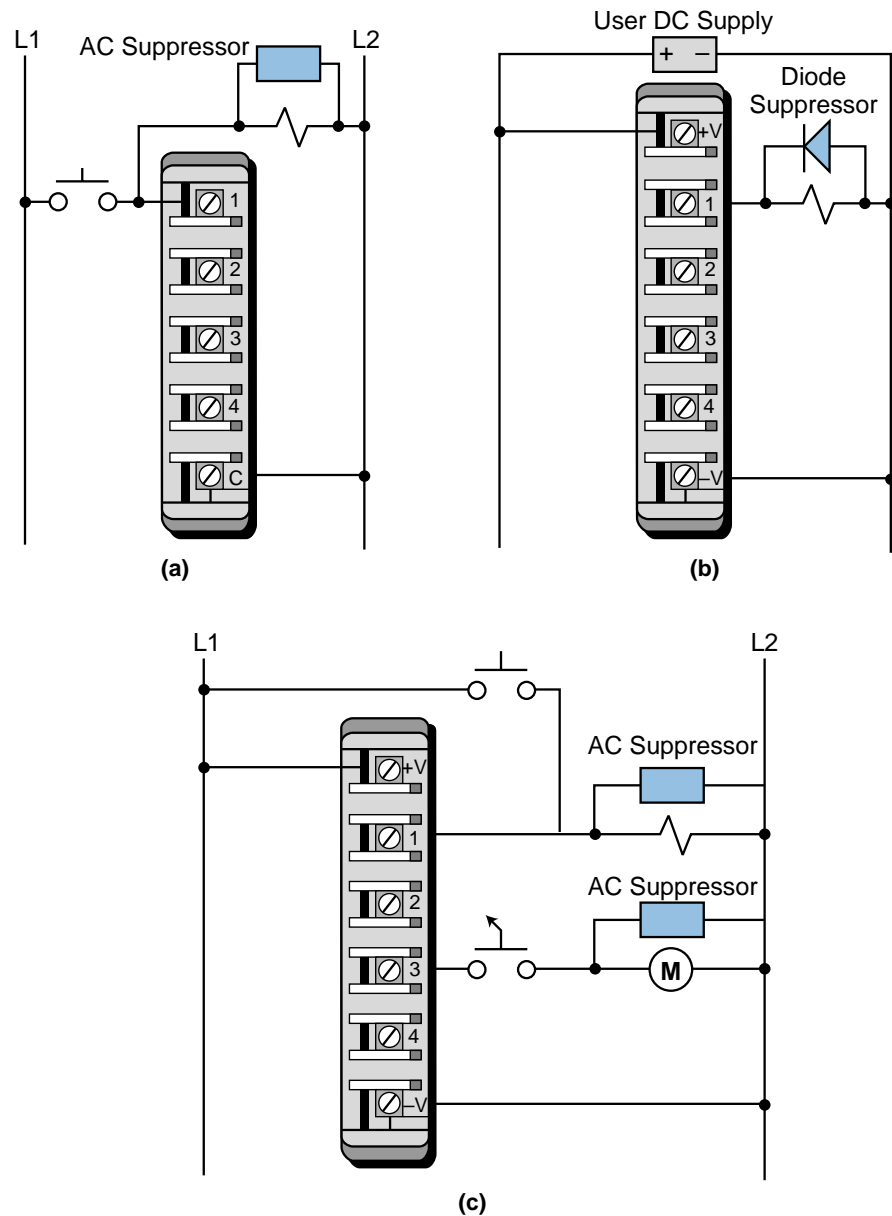 L1
AC Suppressor
L2
1
2
3
4
C
(a)
User DC Supply
+ –
Diode
Suppressor
+V
1
2
3
4
–V
(b)
L1
L2
+V
AC Suppressor
1
AC Suppressor
2
3
M
4
–V
(c)